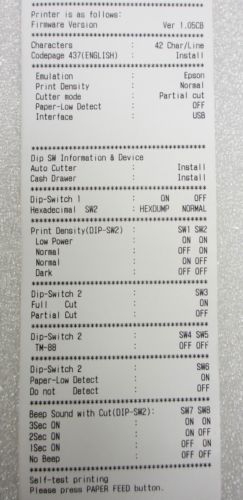 ****************************************
Printer is as follows:
Firmware Version Ver 1.05CB
****************************************
Characters : 42 Char/Line
Codepage 437(ENGLISH) : Install
****************************************
Emulation : Epson
Print Density : Normal
Cutter mode : Partial cut
Paper-Low Detect : OFF
Interface : USB
****************************************
Dip SW Information & Device
Auto Cutter : Install
Cash Drawer : Install
****************************************
Dip-Switch 1 : ON OFF
Hexadecimal SW2 : HEXDUMP NORMAL
****************************************
Print Density(DIP-SW2): SW1 SW2
Low Power : ON ON
Normal : OFF ON
Normal : ON OFF
Dark : OFF OFF
****************************************
Dip-Switch 2 SW3
Full Cut : ON
Partial Cut : OFF
****************************************
Dip-Switch 2 SW4 SW5
TM-88 : OFF OFF
****************************************
Dip-Switch 2 SW6
Paper-Low Detect : ON
Do not Detect : OFF
****************************************
Beep Sound with Cut(DIP-SW2): SW7 SW8
3Sec ON : ON ON
2Sec ON : ON OFF
1Sec ON : OFF ON
No Beep : OFF OFF
****************************************
Self-test printing
Please press PAPER FEED button.